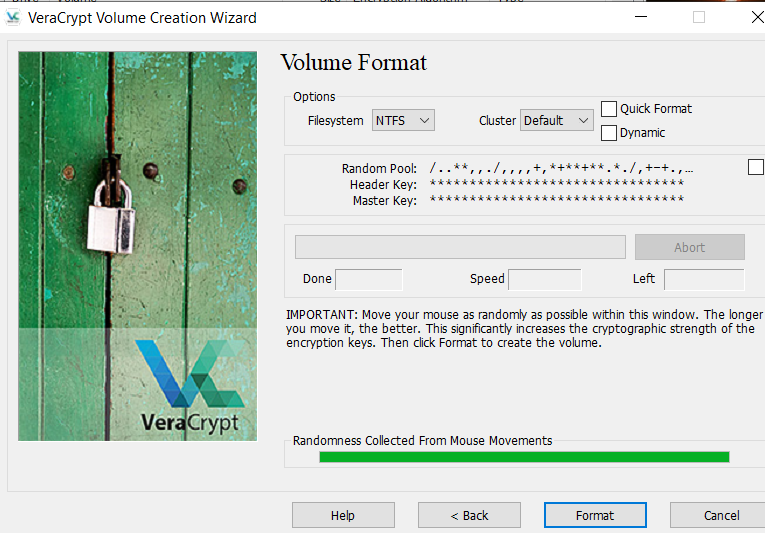 VeraCrypt Volume Creation Wizard
Volume Format
Options
Filesystem NTFS Cluster Default Quick Format
Dynamic
Random Pool: /..**,,./,,,,+,*+**+**.*./,+-+.,...
Header Key: ********************************
Master Key: ********************************
Abort
Done Speed Left
IMPORTANT: Move your mouse as randomly as possible within this window. The longer
you move it, the better. This significantly increases the cryptographic strength of the
encryption keys. Then click Format to create the volume.
VeraCrypt
Randomness Collected From Mouse Movements
Help < Back Format Cancel